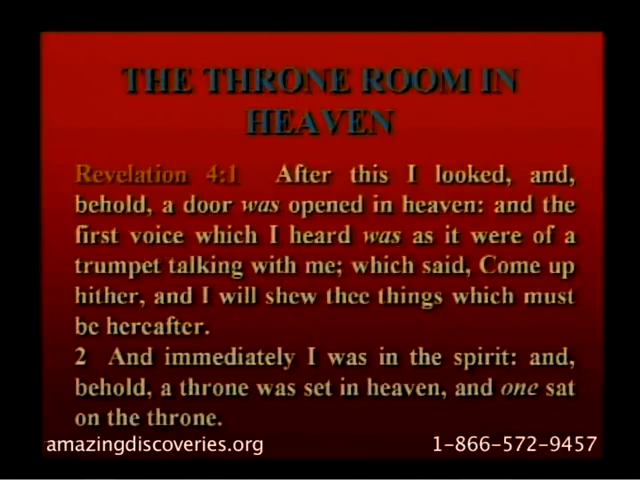 THE THRONE ROOM IN
HEAVEN
Revelation 4:1 After this I looked, and,
behold, a door was opened in heaven: and the
first voice which I heard was as it were of a
trumpet talking with me; which said, Come up
hither, and I will shew thee things which must
be hereafter.
2 And immediately I was in the spirit: and,
behold, a throne was set in heaven, and one sat
on the throne.
amazingdiscoveries.org 1-866-572-9457